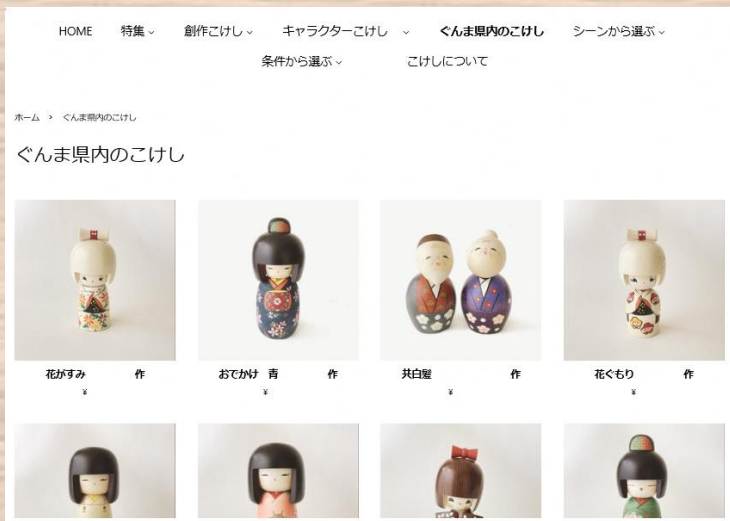 HOME 特集 創作こけし キャラクターこけし ぐんま県内のこけし シーンから選ぶ
条件から選ぶ こけしについて
ホーム > ぐんま県内のこけし
ぐんま県内のこけし
花がすみ 作
¥
おでかけ 青 作
¥
共白髪 作
¥
花ぐもり 作
¥